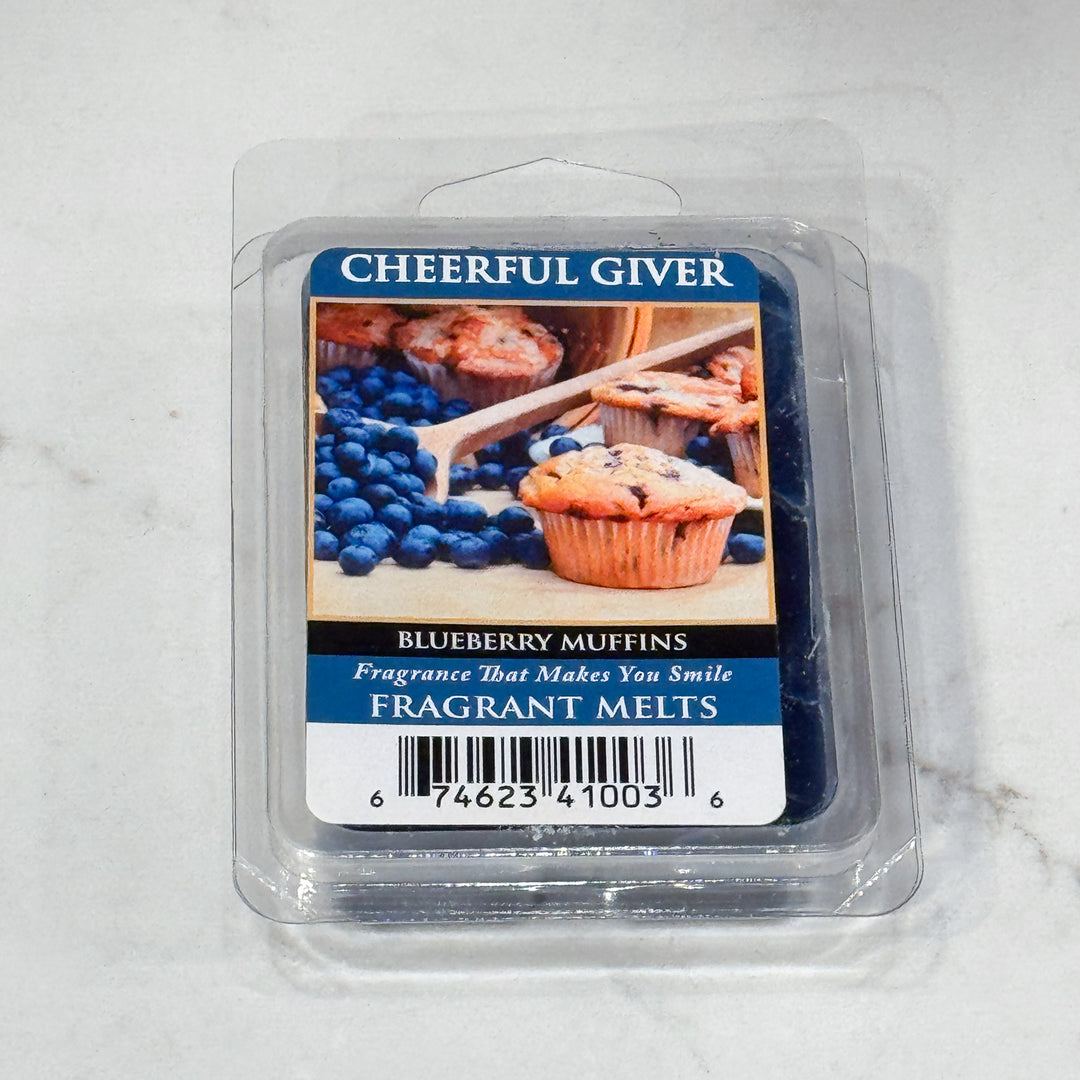 CHEERFUL GIVER
BLUEBERRY MUFFINS
Fragrance That Makes You Smile
FRAGRANT MELTS
6 74623 41003 6